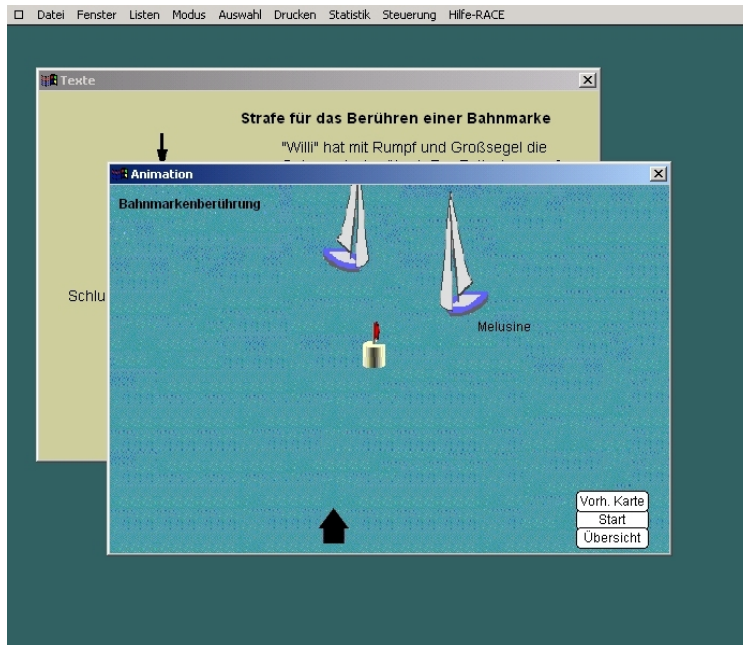 Datei Fenster Listen Modus Auswahl Drucken Statistik Steuerung Hilfe-RACE
Texte
Strafe für das Berühren einer Bahnmarke
"Willi" hat mit Rumpf und Großsegel die
Schlu
Animation
Bahnmarkenberührung
Melusine
Vorh. Karte
Start
Übersicht